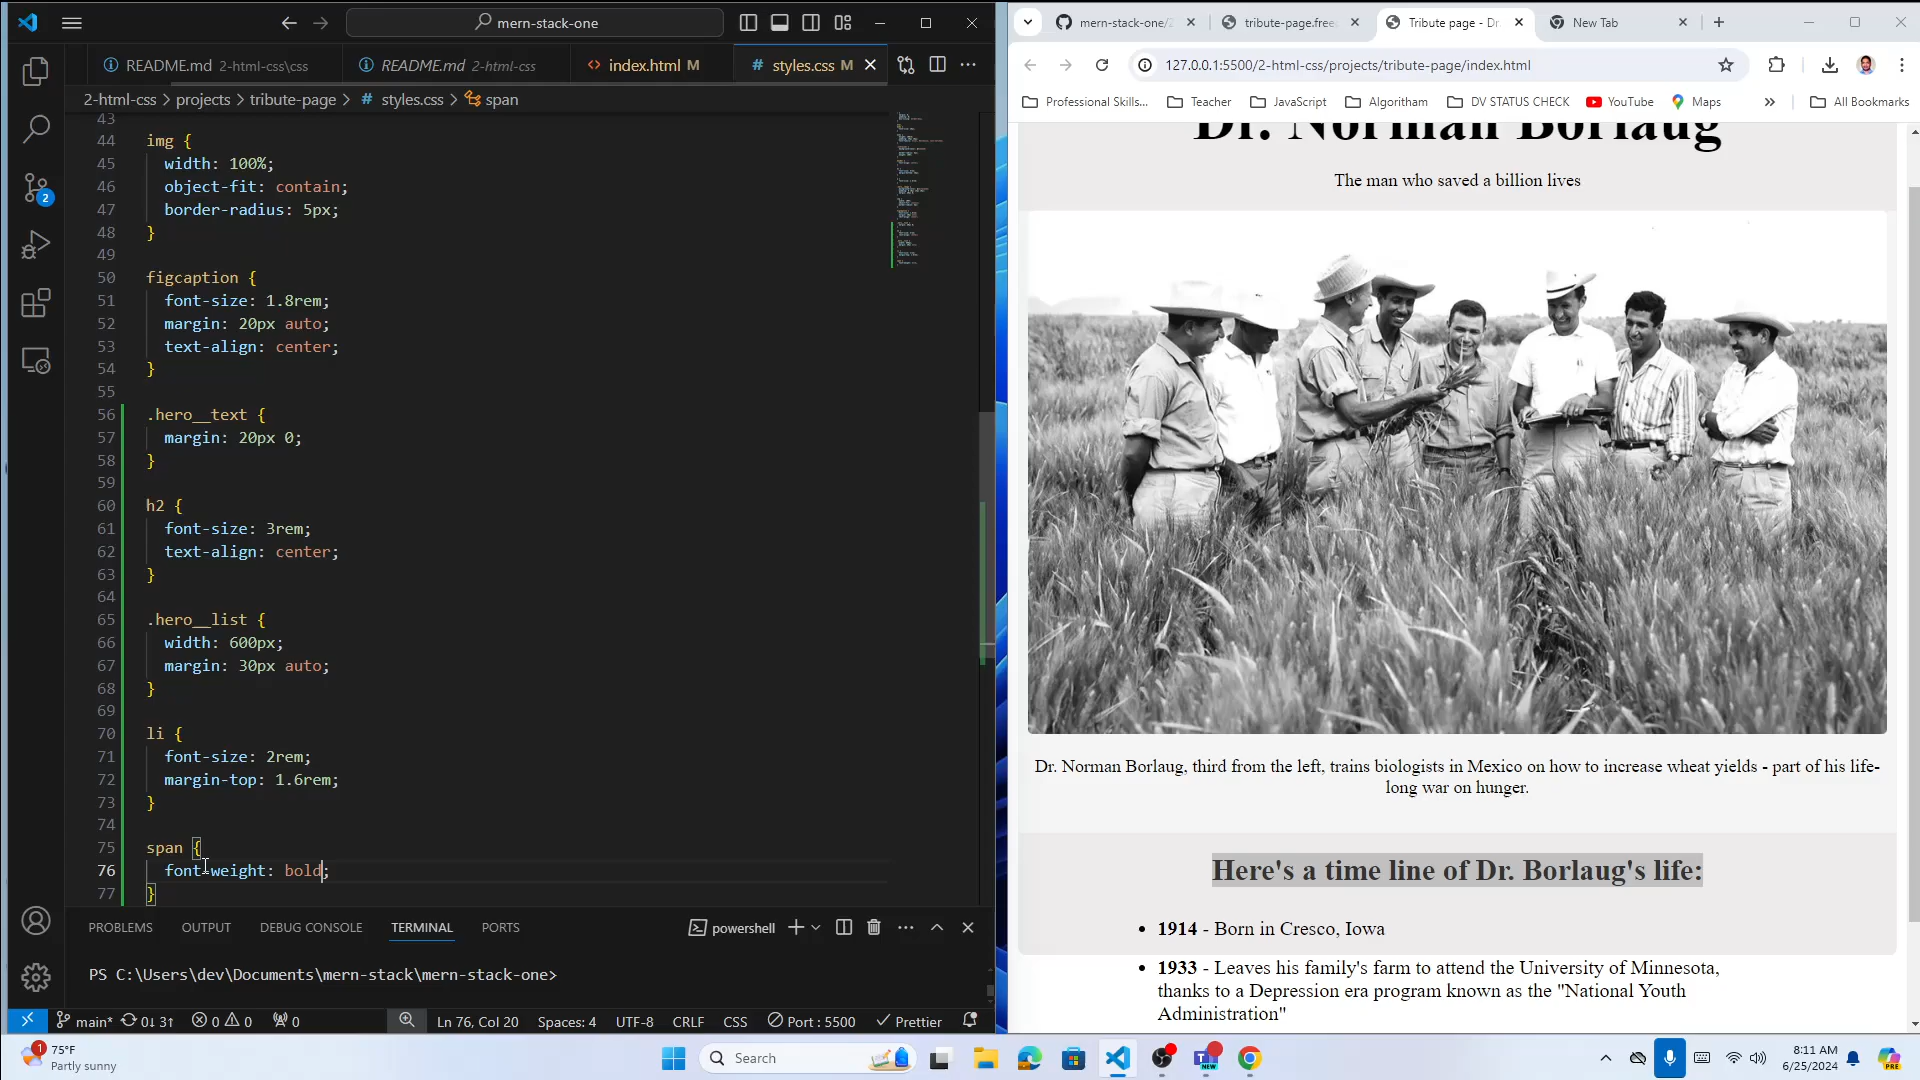 mern-stack-one
README.md 2-html-css\css
README.md 2-html-css
index.html M
# styles.css M
2-html-css > projects > tribute-page > # styles.css > span
43
44 img {
45 width: 100%;
46 object-fit: contain;
47 border-radius: 5px;
48 }
49
50 figcaption {
51 font-size: 1.8rem;
52 margin: 20px auto;
53 text-align: center;
54 }
55
56 .hero__text {
57 margin: 20px 0;
58 }
59
60 h2 {
61 font-size: 3rem;
62 text-align: center;
63 }
64
65 .hero__list {
66 width: 600px;
67 margin: 30px auto;
68 }
69
70 li {
71 font-size: 2rem;
72 margin-top: 1.6rem;
73 }
74
75 span {
76 font-weight: bold;
77 }
2
PROBLEMS OUTPUT DEBUG CONSOLE TERMINAL PORTS
powershell
PS C:\Users\dev\Documents\mern-stack\mern-stack-one>
main* 0↓ 3↑ 0 0 0
Ln 76, Col 20 Spaces: 4 UTF-8 CRLF CSS Port : 5500 Prettier
mern-stack-one/2
tribute-page.free
Tribute page - Dr.
New Tab
127.0.0.1:5500/2-html-css/projects/tribute-page/index.html
Professional Skills... Teacher JavaScript Algoritham DV STATUS CHECK YouTube Maps » All Bookmarks
Dr. Norman Borlaug
The man who saved a billion lives
Dr. Norman Borlaug, third from the left, trains biologists in Mexico on how to increase wheat yields - part of his life-
long war on hunger.
Here's a time line of Dr. Borlaug's life:
• 1914 - Born in Cresco, Iowa
• 1933 - Leaves his family's farm to attend the University of Minnesota,
thanks to a Depression era program known as the "National Youth
Administration"
1
75°F
Partly sunny
Search
NEW
8:11 AM
6/25/2024
PRE